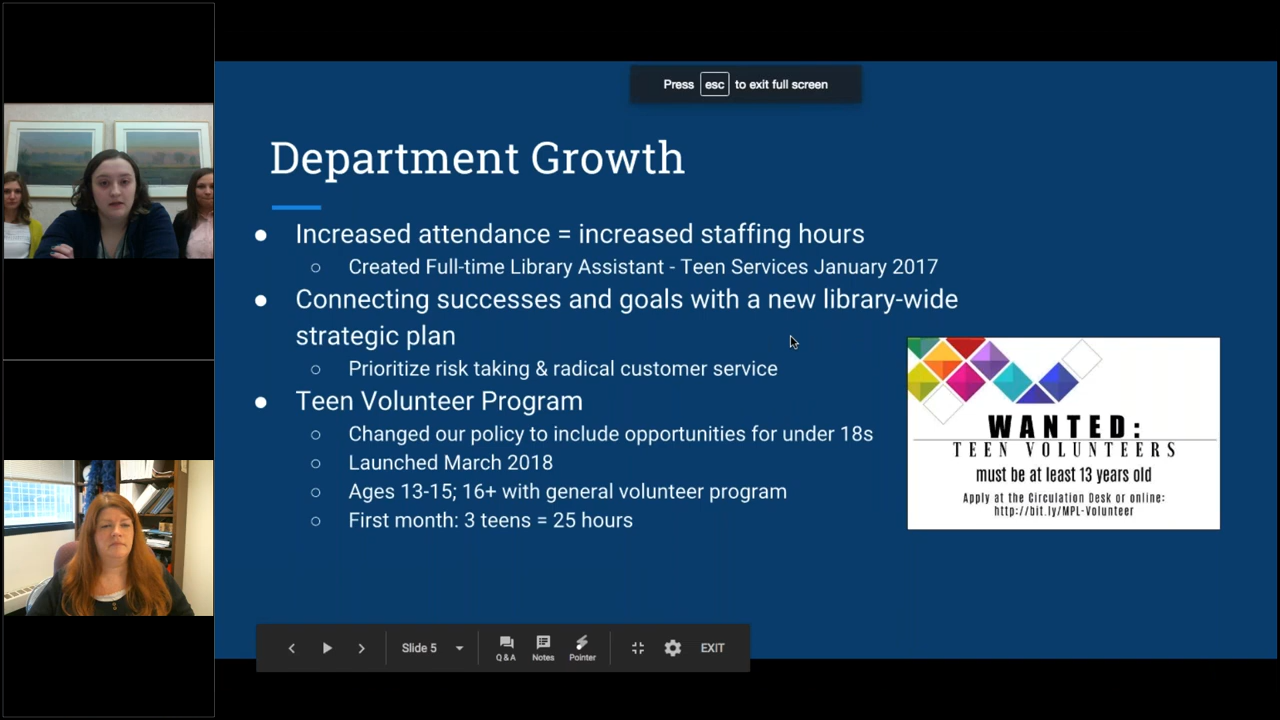 Press esc to exit full screen
Department Growth
● Increased attendance = increased staffing hours
○ Created Full-time Library Assistant - Teen Services January 2017
● Connecting successes and goals with a new library-wide
strategic plan
○ Prioritize risk taking & radical customer service
● Teen Volunteer Program
○ Changed our policy to include opportunities for under 18s
○ Launched March 2018
○ Ages 13-15; 16+ with general volunteer program
○ First month: 3 teens = 25 hours
WANTED:
TEEN VOLUNTEERS
must be at least 13 years old
Apply at the Circulation Desk or online:
http://bit.ly/MPL-Volunteer
Slide 5
Q & A
Notes
Pointer
EXIT